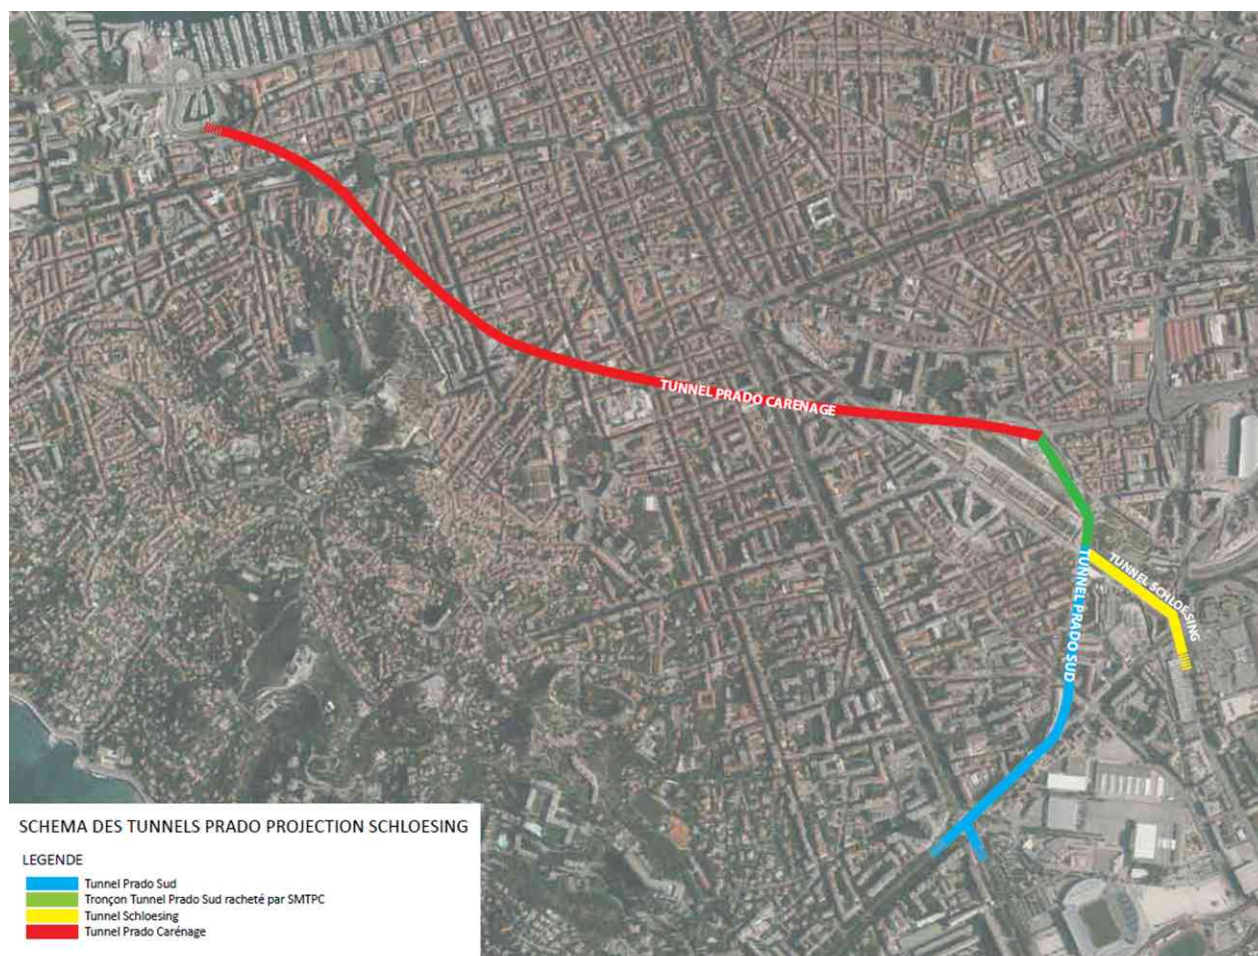 TUNNEL PRADO CARENAGE
TUNNEL SCHLOESING
TUNNEL PRADO SUD
SCHEMA DES TUNNELS PRADO PROJECTION SCHLOESING
LEGENDE
Tunnel Prado Sud
Tronçon Tunnel Prado Sud racheté par SMTPC
Tunnel Schloesing
Tunnel Prado Carénage